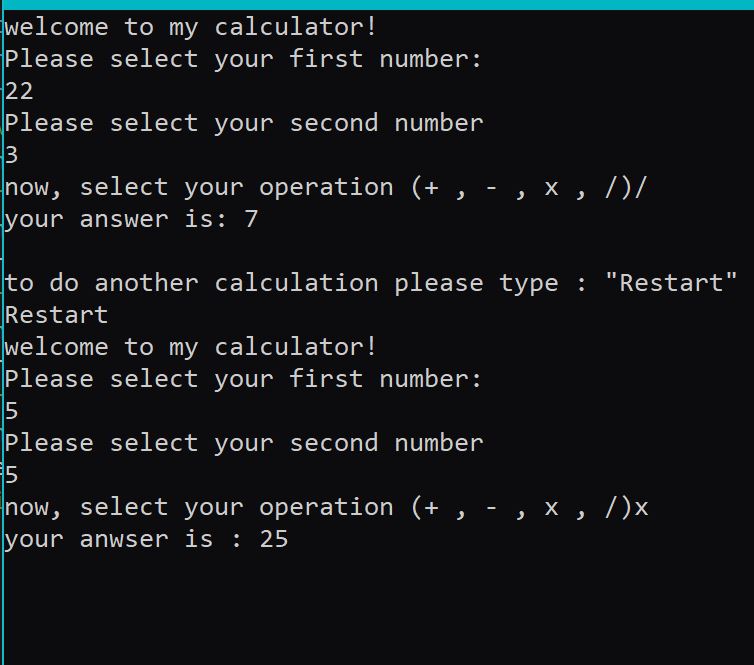 welcome to my calculator!
Please select your first number:
22
Please select your second number
3
now, select your operation (+ , - , x , /)/
your answer is: 7
to do another calculation please type : "Restart"
Restart
welcome to my calculator!
Please select your first number:
5
Please select your second number
5
now, select your operation (+ , - , x , /)x
your anwser is : 25